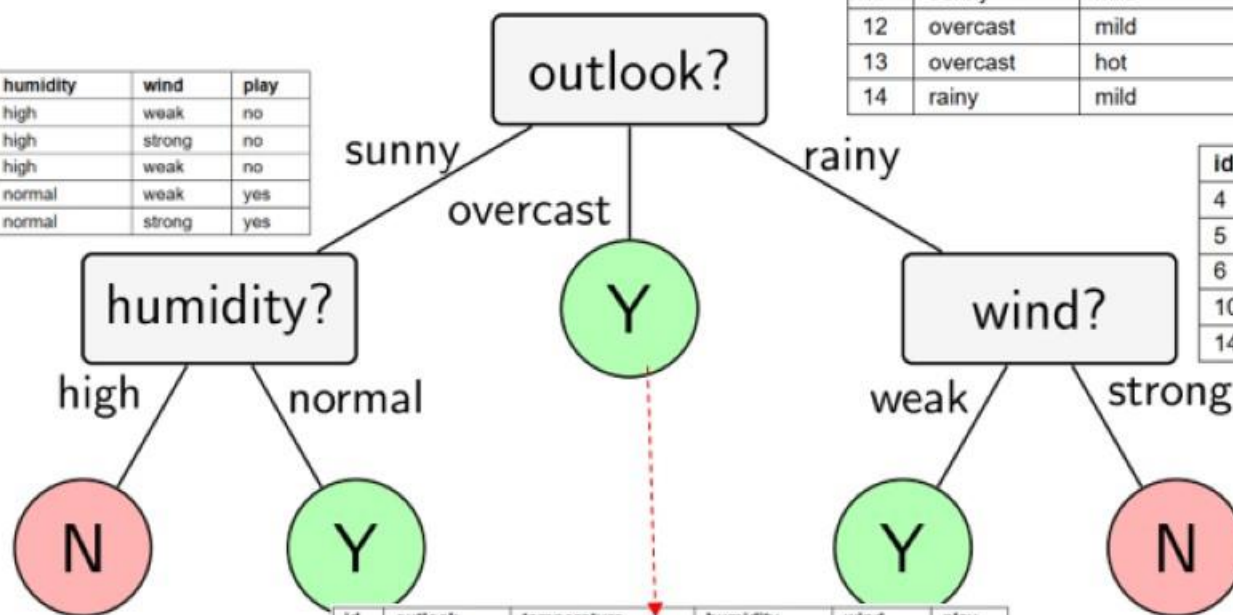 12 overcast mild
13 overcast hot
14 rainy mild
outlook?
humidity wind play
high weak no
high strong no
high weak no
normal weak yes
normal strong yes
sunny
overcast
rainy
id
4
5
6
10
14
humidity?
Y
wind?
high
normal
weak
strong
N
Y
Y
N